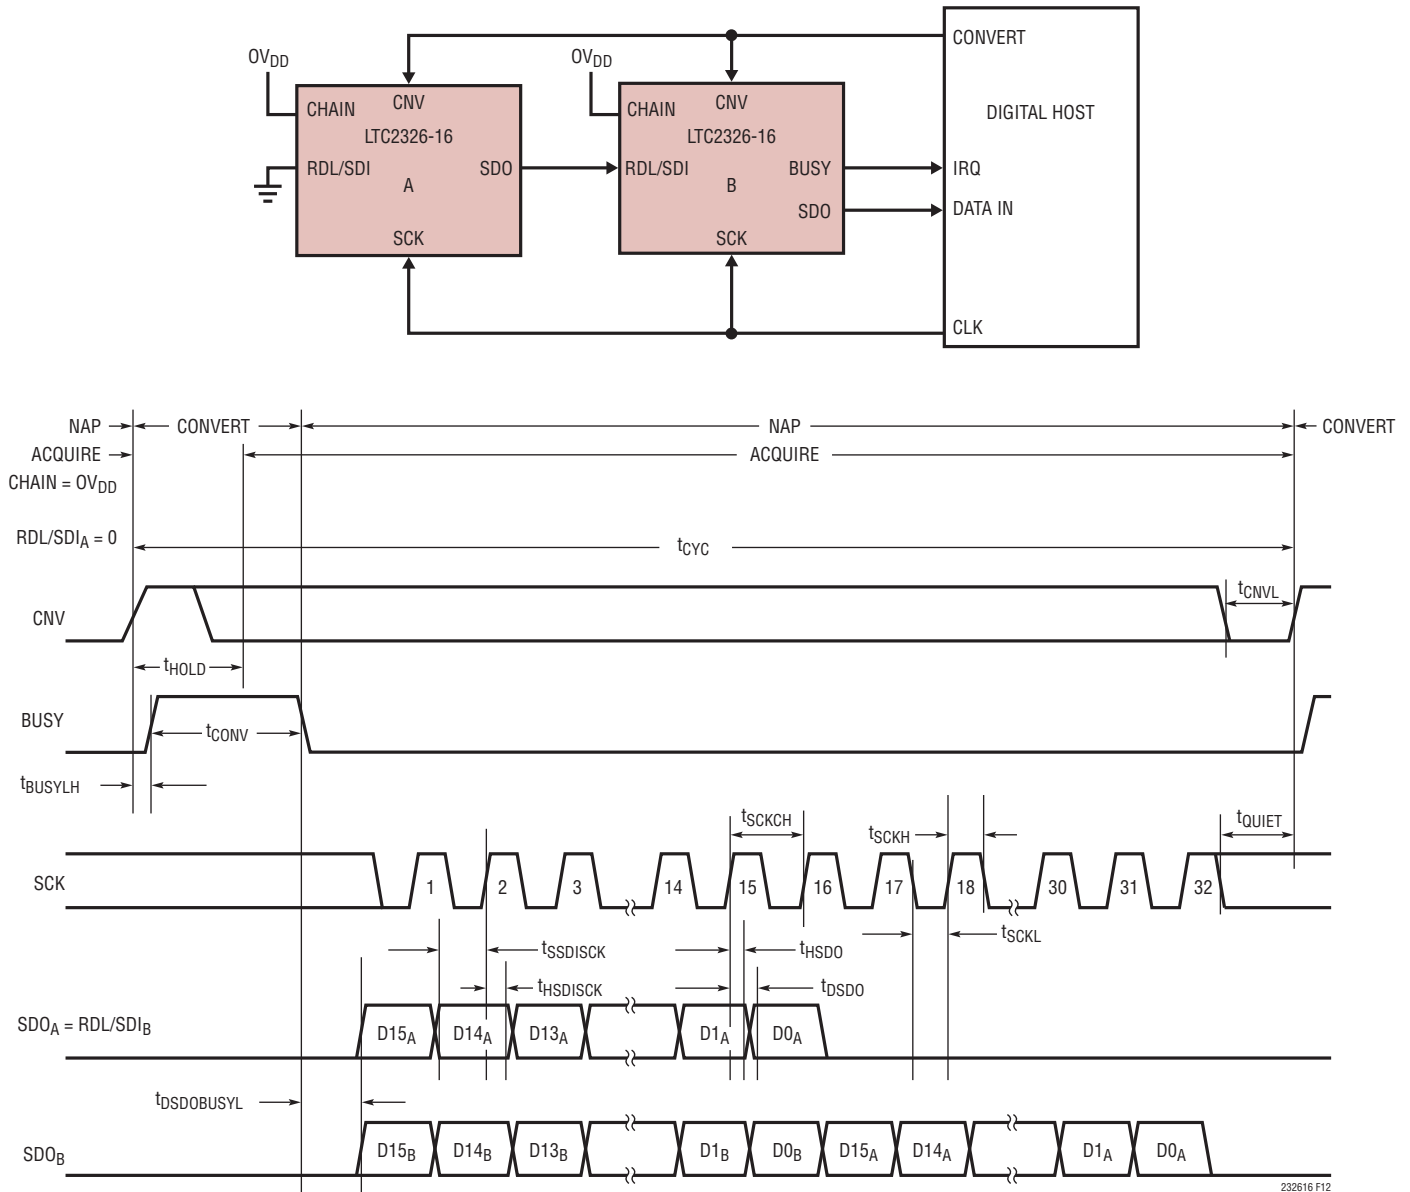 CONVERT
OVDD
OVDD
CHAIN
CNV
CHAIN
CNV
DIGITAL HOST
LTC2326-16
LTC2326-16
RDL/SDI
SDO
RDL/SDI
BUSY
IRQ
A
B
SDO
DATA IN
SCK
SCK
CLK
NAP
CONVERT
NAP
CONVERT
ACQUIRE
ACQUIRE
CHAIN = OVDD
RDL/SDIA = 0
tCYC
CNV
tCNVL
tHOLD
BUSY
tCONV
tBUSYLH
tSCKCH
tSCKH
tQUIET
SCK
1
2
3
14
15
16
17
18
30
31
32
tSSDISCK
tHSDO
tSCKL
tHSDISCK
tDSDO
SDOA = RDL/SDIB
D15A
D14A
D13A
D1A
D0A
tDSDOBUSYL
SDOB
D15B
D14B
D13B
D1B
D0B
D15A
D14A
D1A
D0A
232616 F12